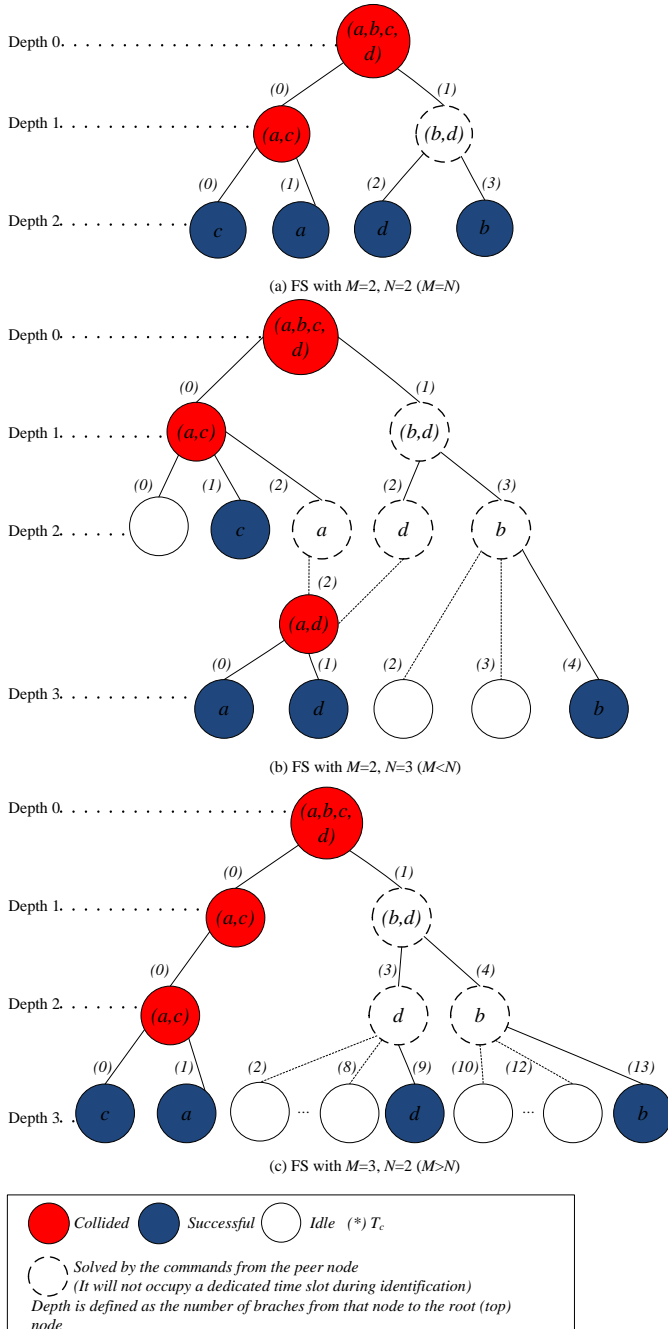 (a,b,c,
d)
Depth 0. . . . . . . . . . . . . . . . . . . . . . .
(0) (1)
Depth 1. . . . . . . . . . . . . . . .
(a,c) (b,d)
(0) (1) (2) (3)
Depth 2. . . . . . . . . . .
c a d b
(a) FS with M=2, N=2 (M=N)
Depth 0. . . . . . . . . . . . . . . . .
(a,b,c,
d)
(0) (1)
Depth 1. . . . . . . . .
(a,c) (b,d)
(0) (1) (2) (2) (3)
Depth 2. . . . . .
c a d b
(2)
(a,d)
(0) (1) (2) (3) (4)
Depth 3. . . . . . . . . . .
a d b
(b) FS with M=2, N=3 (M<N)
Depth 0. . . . . . . . . . . . . . . . . . .
(a,b,c,
d)
(0) (1)
Depth 1. . . . . . . . . . . .
(a,c) (b,d)
(0) (3) (4)
Depth 2. . . . . . .
(a,c) d b
(0) (1) (2) (8) (9) (10) (12) (13)
c a ... d ... b
Depth 3. . .
(c) FS with M=3, N=2 (M>N)
Collided Successful Idle (*) Tc
Solved by the commands from the peer node
(It will not occupy a dedicated time slot during identification)
Depth is defined as the number of braches from that node to the root (top)
node